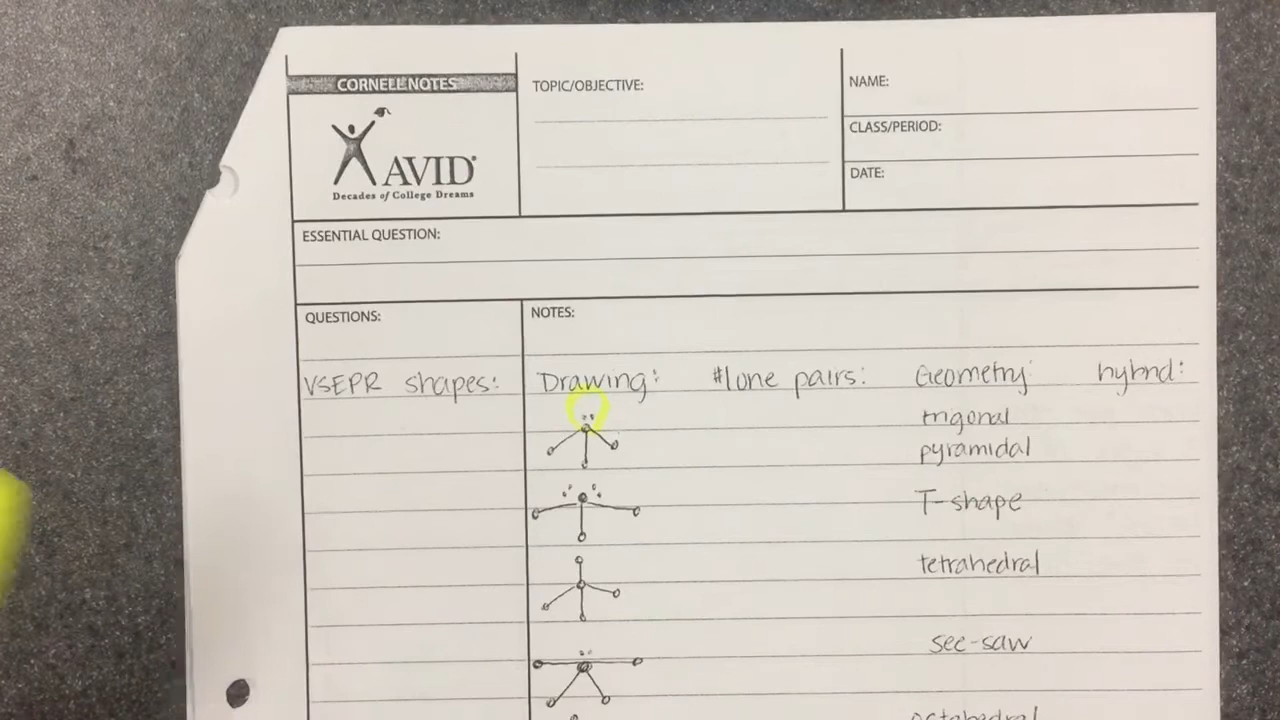 CORNELL NOTES
AVID®
Decades of College Dreams
TOPIC/OBJECTIVE:
NAME:
CLASS/PERIOD:
DATE:
ESSENTIAL QUESTION:
QUESTIONS:
NOTES:
VSEPR shapes: Drawing: #lone pairs: Geometry: hybrid:
trigonal
pyramidal
T-shape
tetrahedral
see-saw
octahedral